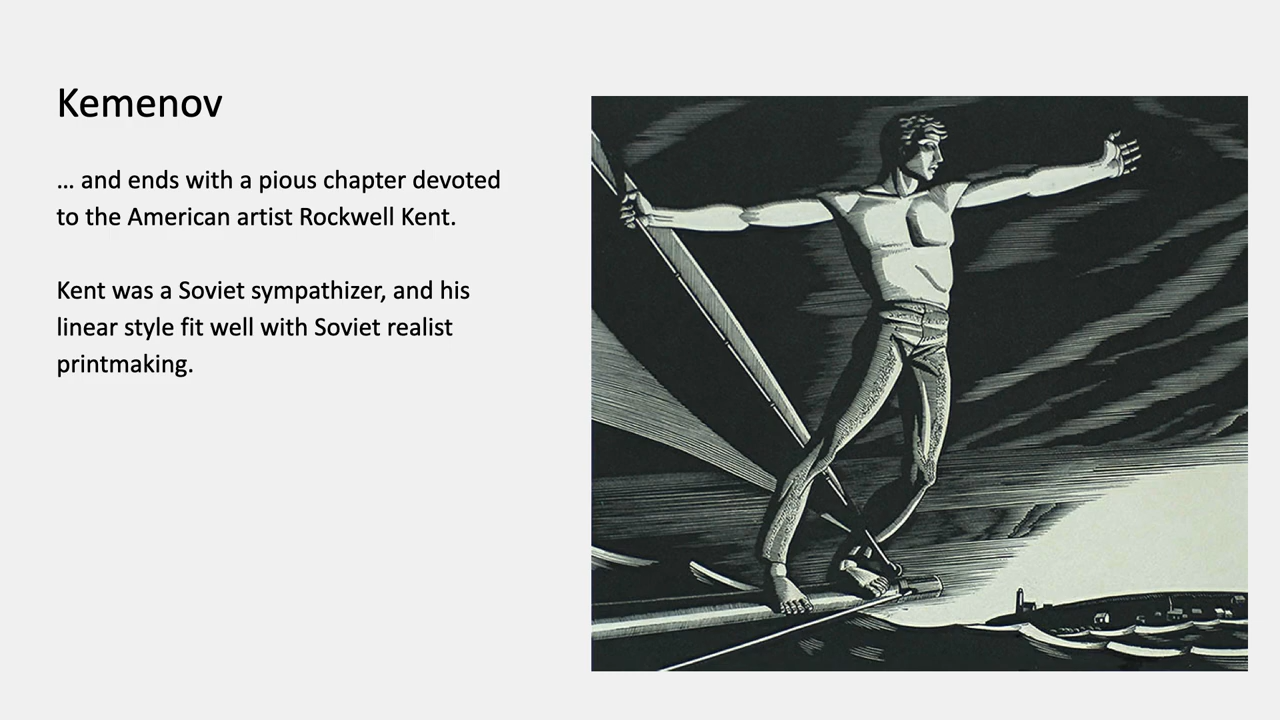 Kemenov
... and ends with a pious chapter devoted
to the American artist Rockwell Kent.
Kent was a Soviet sympathizer, and his
linear style fit well with Soviet realist
printmaking.